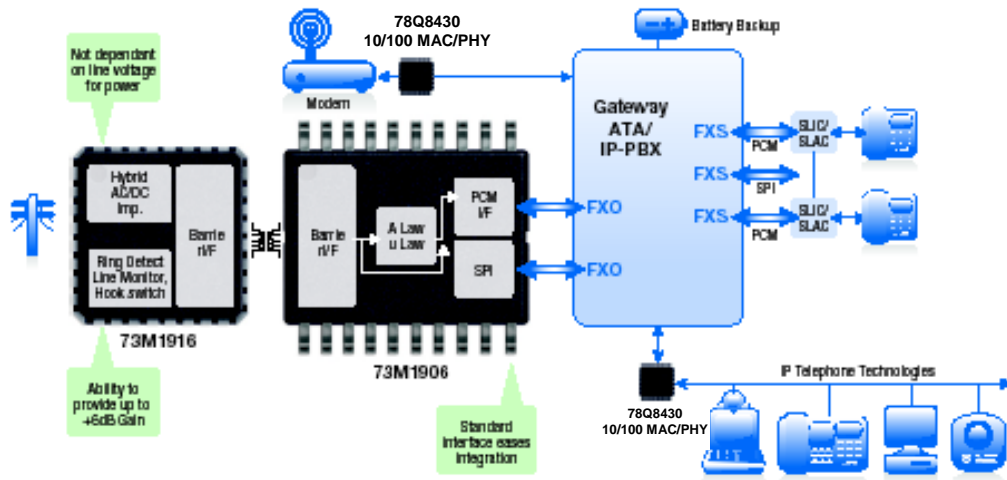 78Q8430
10/100 MAC/PHY
Battery Backup
Not dependant
on line voltage
for power
Modem
Gateway
ATA/
IP-PBX
FXS
PCM
SLIC/
SLAC
FXS
SPI
FXS
PCM
SLIC/
SLAC
Hybrid
AC/DC
Imp.
Ring Detect
Line Monitor,
Hook switch
Barrie
r I/F
73M1916
Barrie
r I/F
A Law
u Law
PCM
I/F
SPI
FXO
FXO
73M1906
Ability to
provide up to
+6dB Gain
Standard
interface eases
integration
IP Telephone Technologies
78Q8430
10/100 MAC/PHY